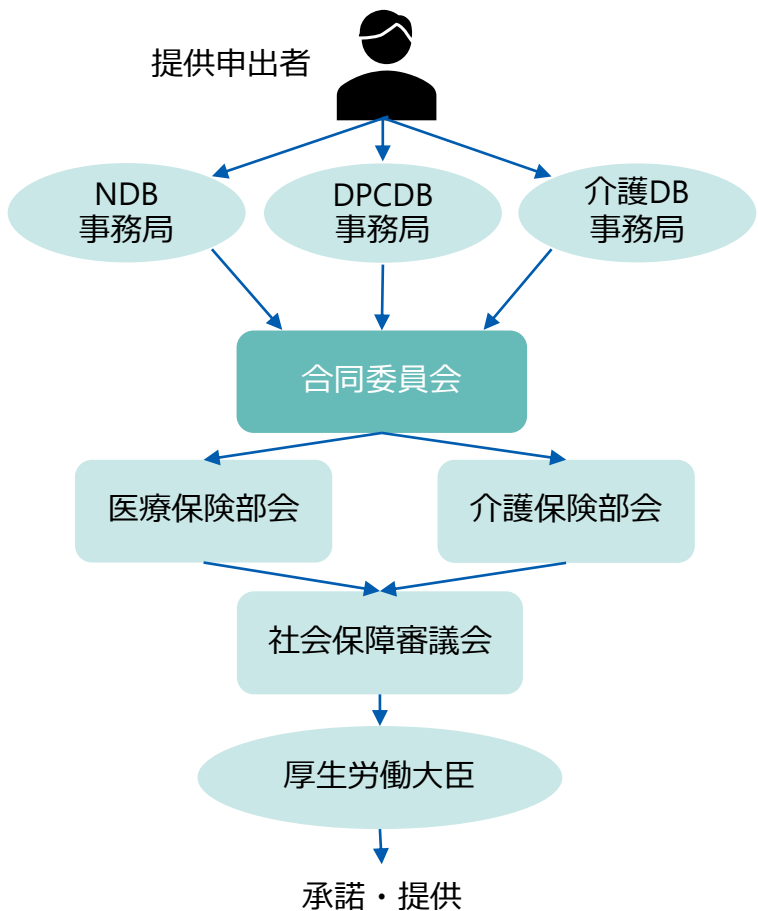 提供申出者
NDB
事務局
DPCDB
事務局
介護DB
事務局
合同委員会
医療保険部会
介護保険部会
社会保障審議会
厚生労働大臣
承諾・提供